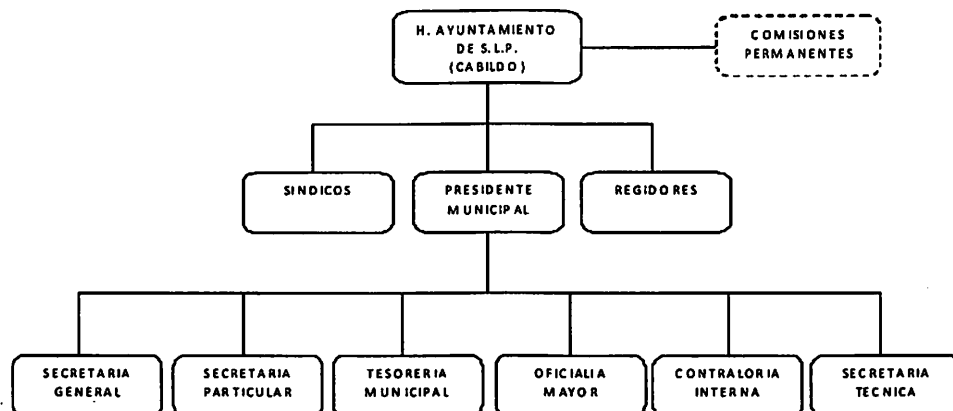 H. AYUNTAMIENTO
DE S.L.P.
(CABILDO)
COMISIONES
PERMANENTES
SINDICOS
PRESIDENTE
MUNICIPAL
REGIDORES
SECRETARIA
GENERAL
SECRETARIA
PARTICULAR
TESORERIA
MUNICIPAL
OFICIALIA
MAYOR
CONTRALORIA
INTERNA
SECRETARIA
TECNICA